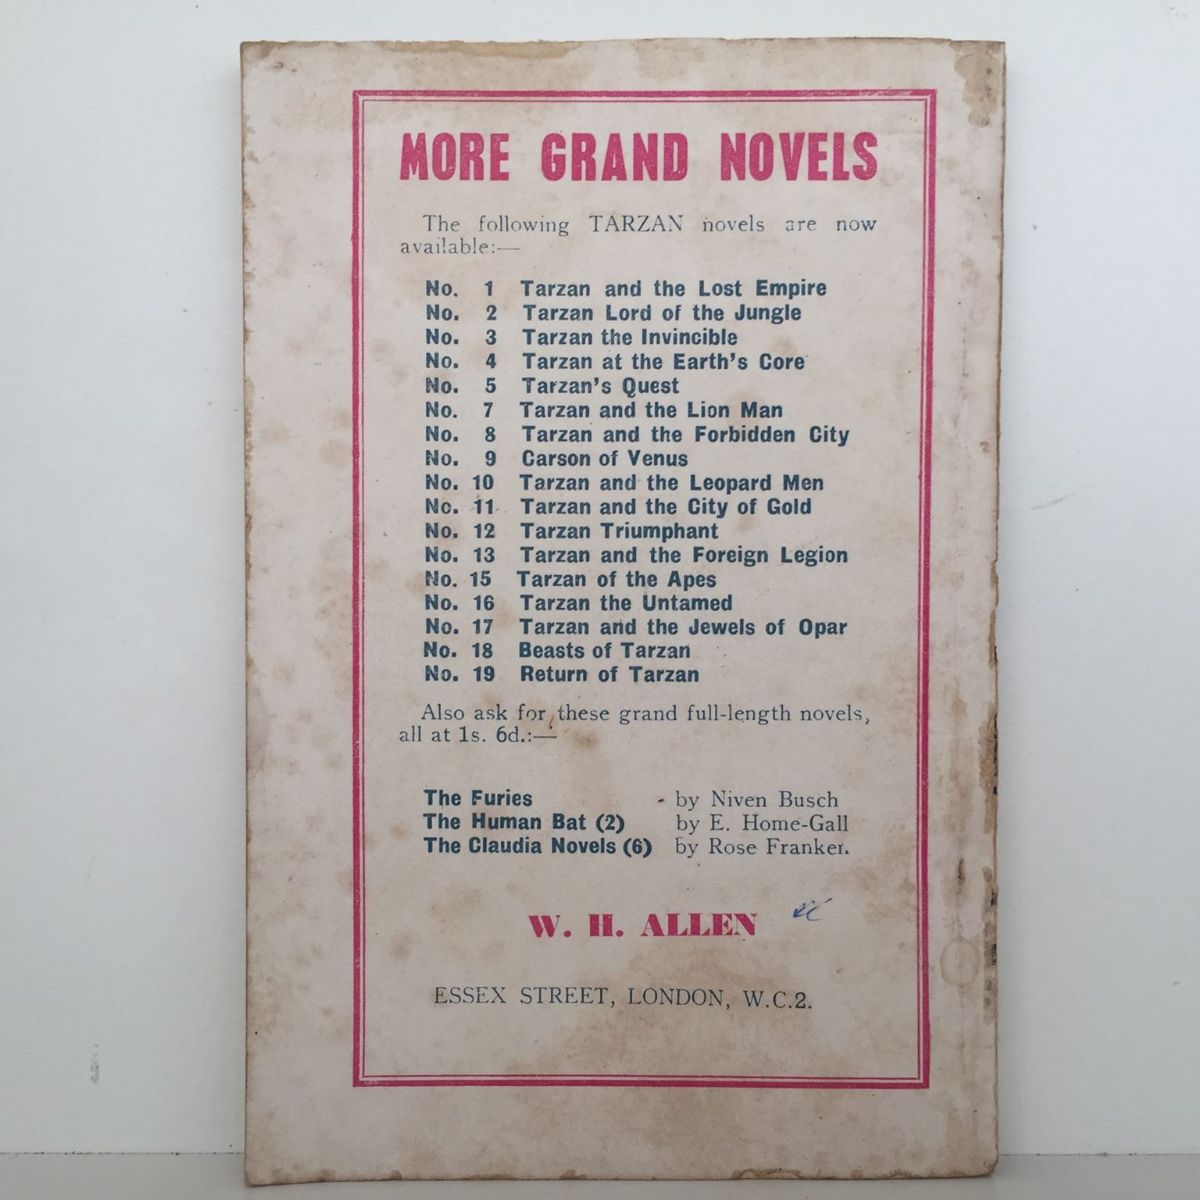 MORE GRAND NOVELS
The following TARZAN novels are now
available:—
No. 1 Tarzan and the Lost Empire
No. 2 Tarzan Lord of the Jungle
No. 3 Tarzan the Invincible
No. 4 Tarzan at the Earth's Core
No. 5 Tarzan's Quest
No. 7 Tarzan and the Lion Man
No. 8 Tarzan and the Forbidden City
No. 9 Carson of Venus
No. 10 Tarzan and the Leopard Men
No. 11 Tarzan and the City of Gold
No. 12 Tarzan Triumphant
No. 13 Tarzan and the Foreign Legion
No. 15 Tarzan of the Apes
No. 16 Tarzan the Untamed
No. 17 Tarzan and the Jewels of Opar
No. 18 Beasts of Tarzan
No. 19 Return of Tarzan
Also ask for these grand full-length novels,
all at 1s. 6d.:—
The Furies by Niven Busch
The Human Bat (2) by E. Home-Gall
The Claudia Novels (6) by Rose Franken
W. H. ALLEN
ESSEX STREET, LONDON, W.C.2.